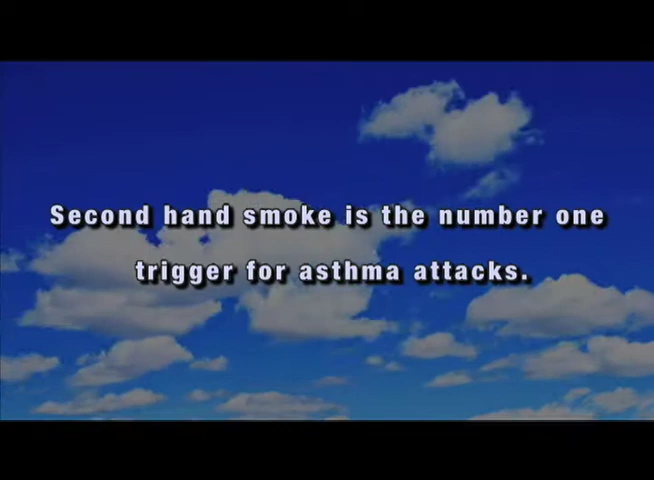 Second hand smoke is the number one
trigger for asthma attacks.